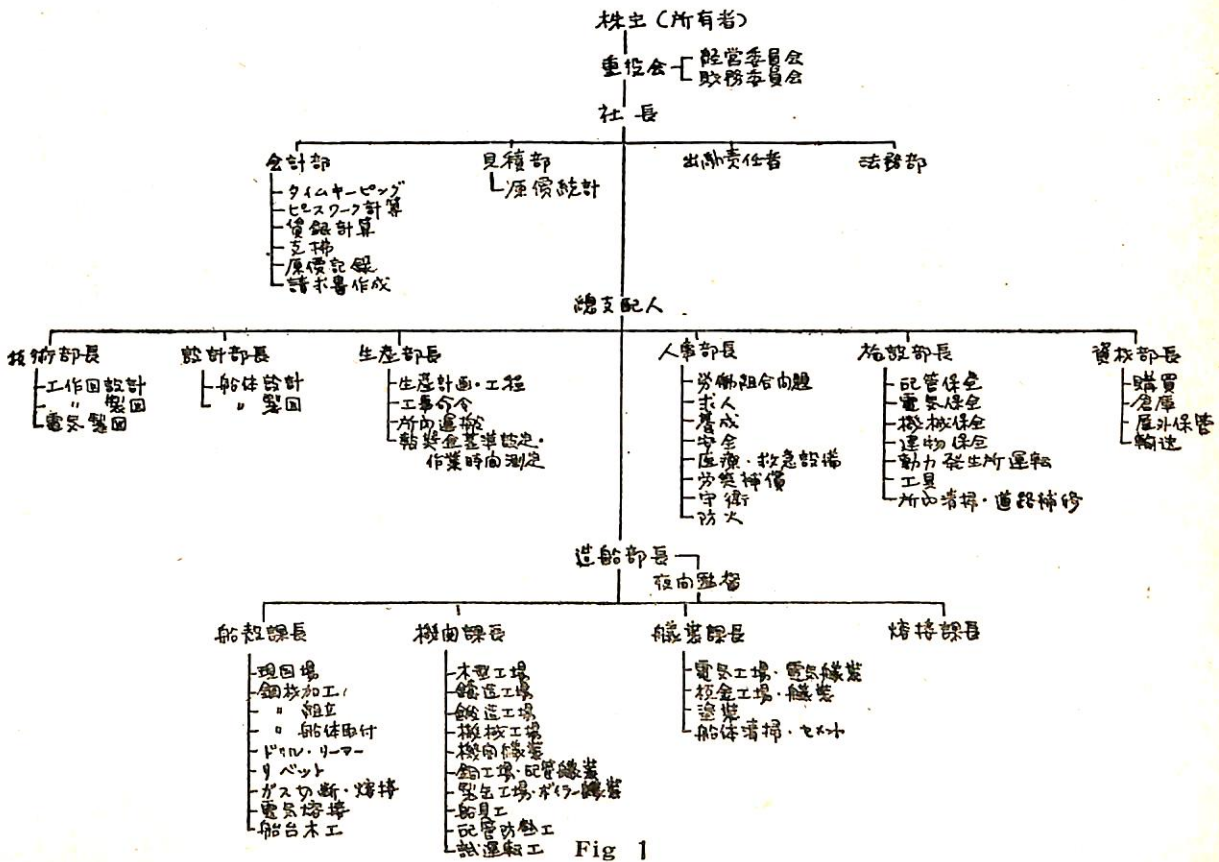 株主(所有者)
重役会
経営委員会
財務委員会
社長
会計部
タイムキーピング
ピースワーク計算
賃銀計算
支拂
原價記録
請求書作成
見積部
原價統計
出納責任者
法務部
總支配人
技術部長
工作図設計
〃 製図
電気製図
設計部長
船体設計
〃 製図
生産部長
生産計画・工程
工事命令
所内運搬
奨金基準設定・
作業時間測定
人事部長
労働組合問題
求人
養成
安全
医療・救急設備
労災補償
守衛
防火
施設部長
配管保全
電気保全
機械保全
建物保全
動力発生所運転
工具
所内清掃・道路補修
資材部長
購買
倉庫
屋外保管
輸送
造船部長
夜間監督
船殻課長
現図場
鋼板加工
〃 組立
〃 船体取付
ドリル・リーマー
リベット
ガス切断・熔接
電気熔接
船台木工
機関課長
木型工場
鋳造工場
鍛造工場
機械工場
機関艤装
銅工場・配管艤装
製缶工場・ボイラー艤装
船具工
配管防熱工
試運転工
艤装課長
電気工場・電気艤装
板金工場・艤装
塗装
船体清掃・セメント
熔接課長
Fig 1